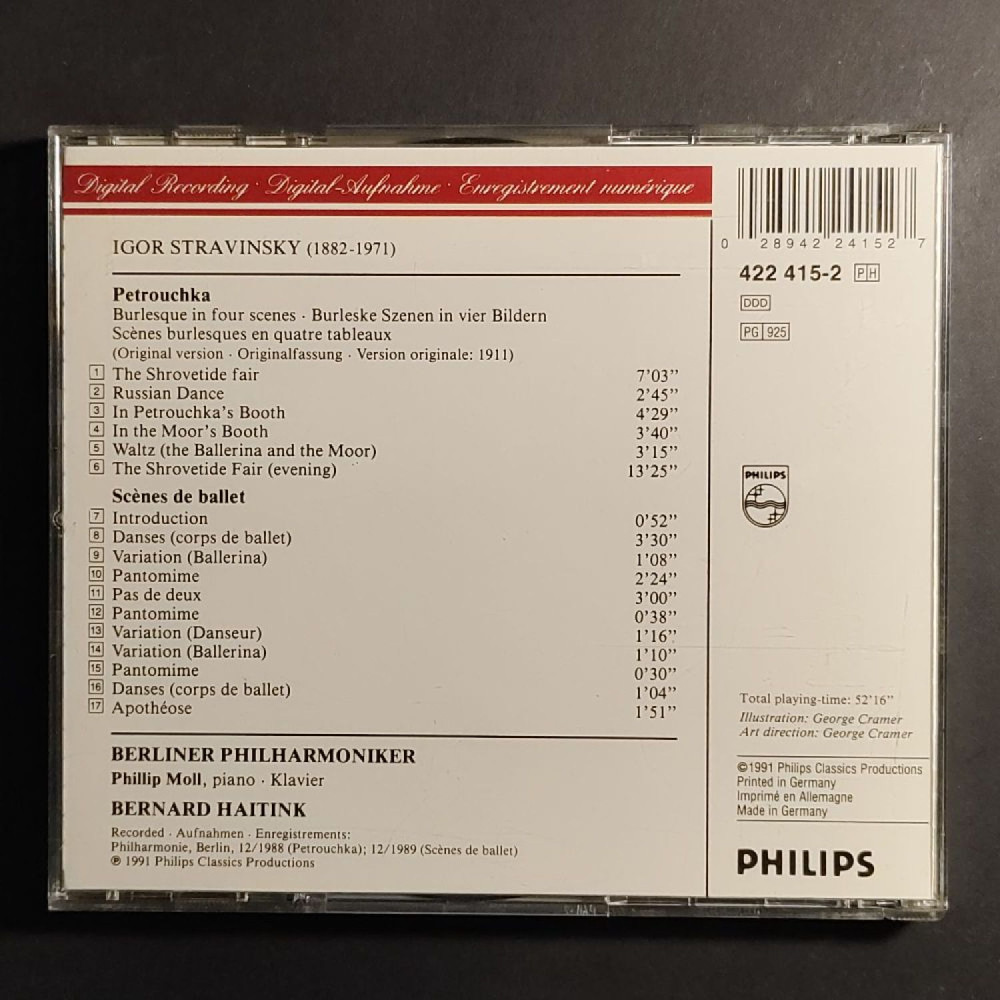 Digital Recording · Digital-Aufnahme · Enregistrement numérique
IGOR STRAVINSKY (1882-1971)
Petrouchka
Burlesque in four scenes · Burleske Szenen in vier Bildern
Scènes burlesques en quatre tableaux
(Original version · Originalfassung · Version originale: 1911)
1 The Shrovetide fair 7’03”
2 Russian Dance 2’45”
3 In Petrouchka’s Booth 4’29”
4 In the Moor’s Booth 3’40”
5 Waltz (the Ballerina and the Moor) 3’15”
6 The Shrovetide Fair (evening) 13’25”
Scènes de ballet
7 Introduction 0’52”
8 Danses (corps de ballet) 3’30”
9 Variation (Ballerina) 1’08”
10 Pantomime 2’24”
11 Pas de deux 3’00”
12 Pantomime 0’38”
13 Variation (Danseur) 1’16”
14 Variation (Ballerina) 1’10”
15 Pantomime 0’30”
16 Danses (corps de ballet) 1’04”
17 Apothéose 1’51”
BERLINER PHILHARMONIKER
Phillip Moll, piano · Klavier
BERNARD HAITINK
Recorded · Aufnahmen · Enregistrements:
Philharmonie, Berlin, 12/1988 (Petrouchka); 12/1989 (Scènes de ballet)
℗ 1991 Philips Classics Productions
0 28942 24152 7
422 415-2 PH
DDD
PG 925
PHILIPS
Total playing-time: 52’16”
Illustration: George Cramer
Art direction: George Cramer
©1991 Philips Classics Productions
Printed in Germany
Imprimé en Allemagne
Made in Germany
PHILIPS